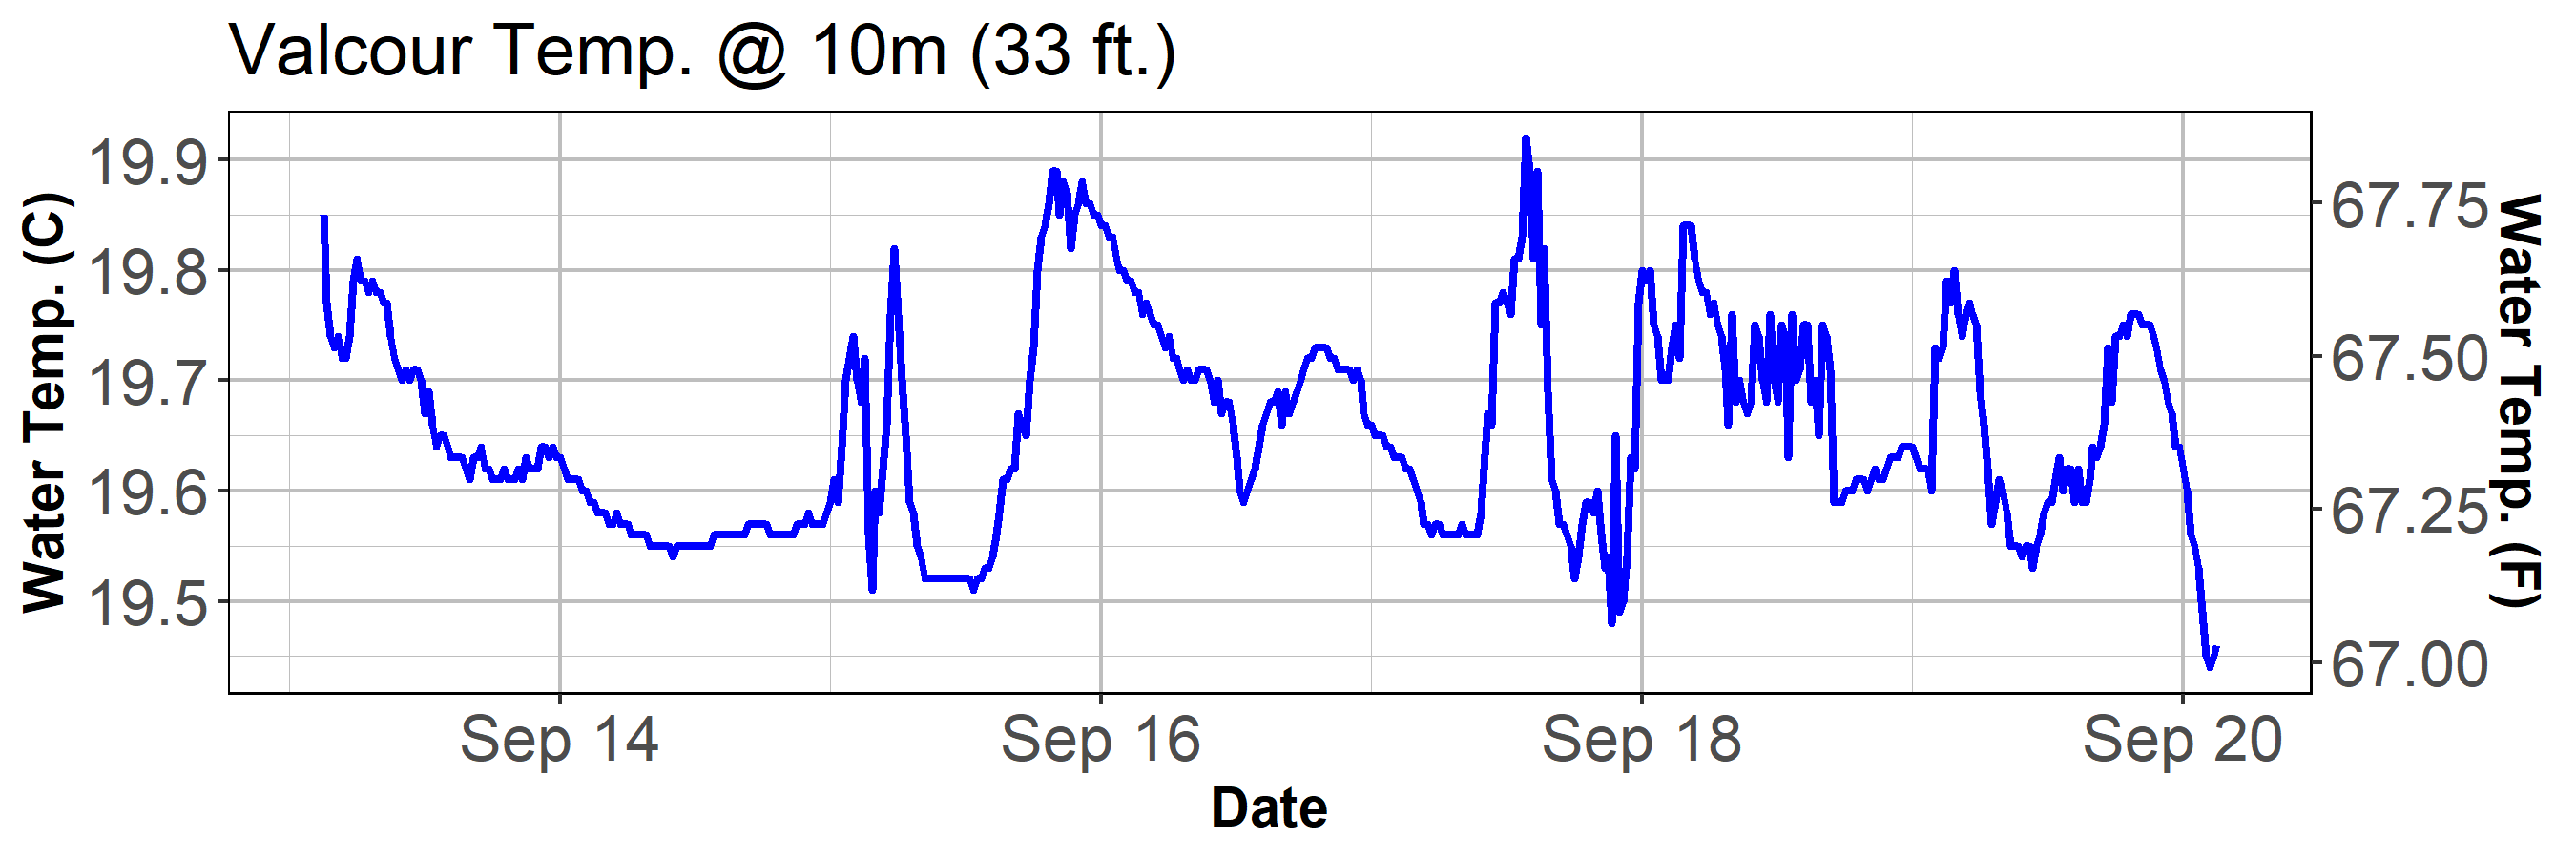 Valcour Temp. @ 10m (33 ft.)
Water Temp. (C)
19.9
19.8
19.7
19.6
19.5
67.75
67.50
67.25
67.00
Water Temp. (F)
Sep 14
Sep 16
Sep 18
Sep 20
Date